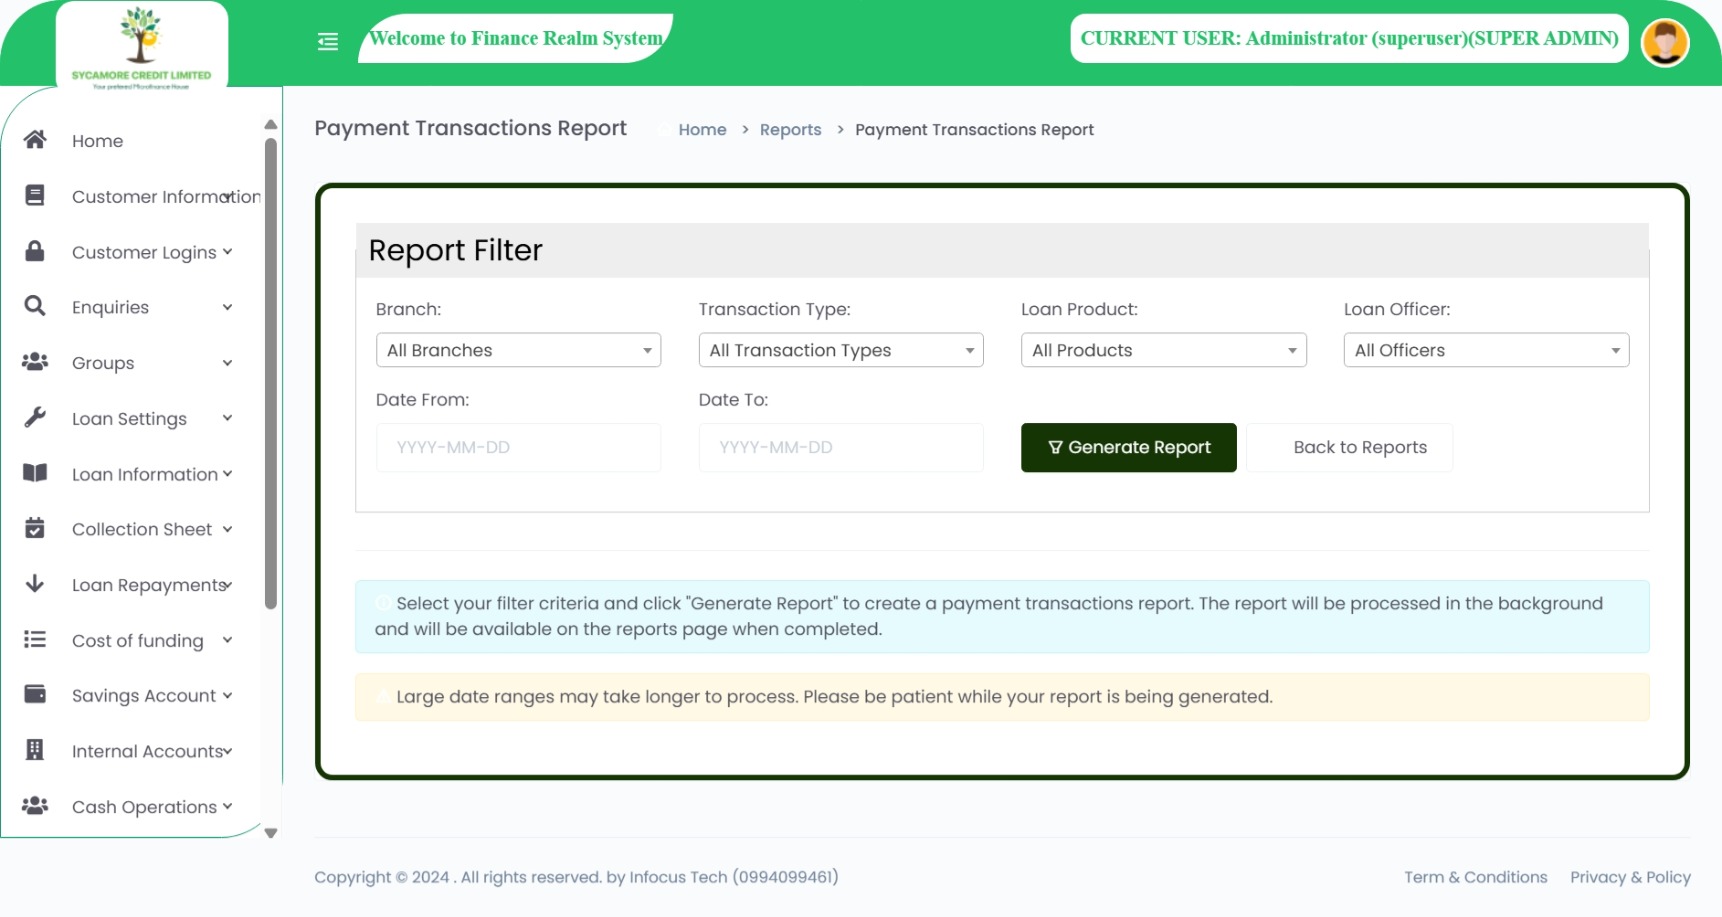 SYCAMORE CREDIT LIMITED
Your preferred Microfinance House
Welcome to Finance Realm System
CURRENT USER: Administrator (superuser)(SUPER ADMIN)
Home
Customer Information
Customer Logins
Enquiries
Groups
Loan Settings
Loan Information
Collection Sheet
Loan Repayments
Cost of funding
Savings Account
Internal Accounts
Cash Operations
Payment Transactions Report
Home > Reports > Payment Transactions Report
Report Filter
Branch:
All Branches
Transaction Type:
All Transaction Types
Loan Product:
All Products
Loan Officer:
All Officers
Date From:
YYYY-MM-DD
Date To:
YYYY-MM-DD
Generate Report
Back to Reports
Select your filter criteria and click "Generate Report" to create a payment transactions report. The report will be processed in the background
and will be available on the reports page when completed.
Large date ranges may take longer to process. Please be patient while your report is being generated.
Copyright © 2024 . All rights reserved. by Infocus Tech (0994099461)
Term & Conditions
Privacy & Policy